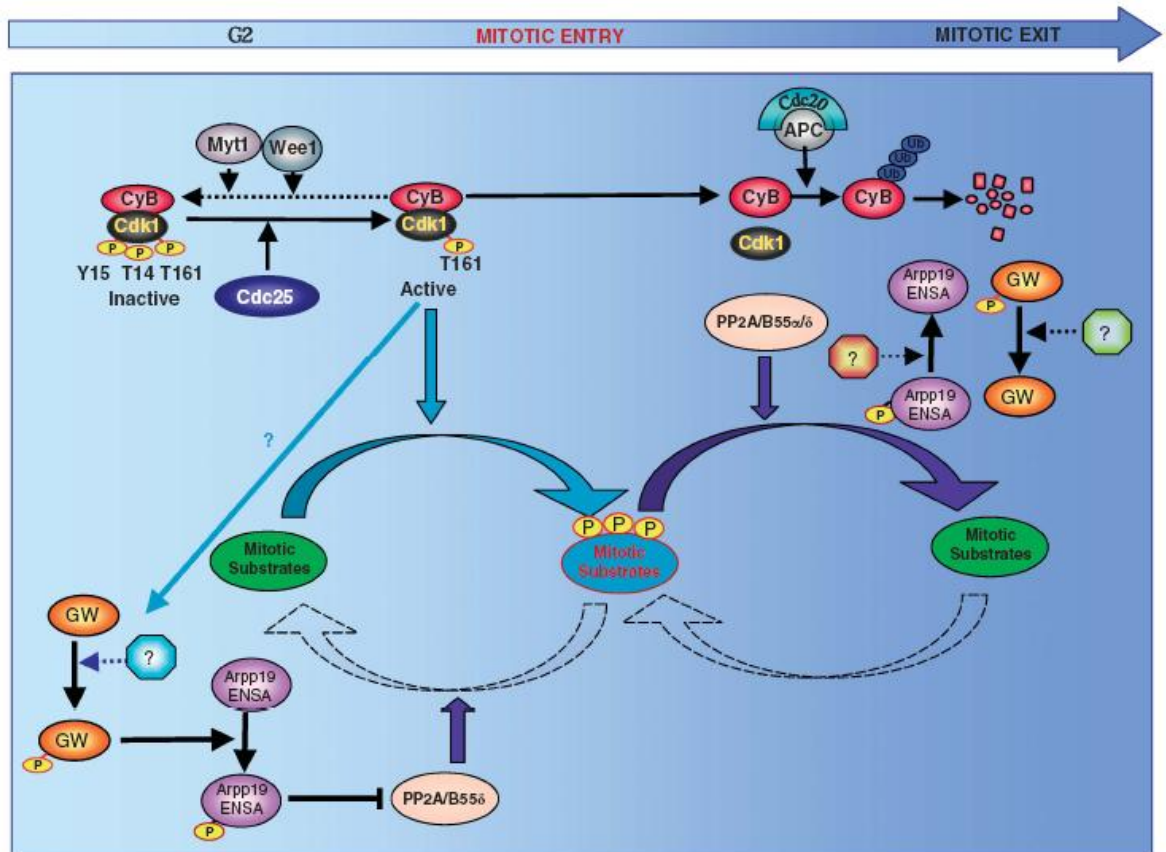 G2
MITOTIC ENTRY
MITOTIC EXIT
Cdc20
APC
Myt1
Wee1
Ub
Ub
Ub
CyB
Cdk1
P
P
P
Y15 T14 T161
Inactive
Cdc25
CyB
Cdk1
P
T161
Active
CyB
Cdk1
CyB
PP2A/B55α/δ
Arpp19
ENSA
?
Arpp19
ENSA
P
GW
P
?
GW
?
Mitotic
Substrates
P
P
P
Mitotic
Substrates
Mitotic
Substrates
GW
?
GW
P
Arpp19
ENSA
Arpp19
ENSA
P
PP2A/B55δ